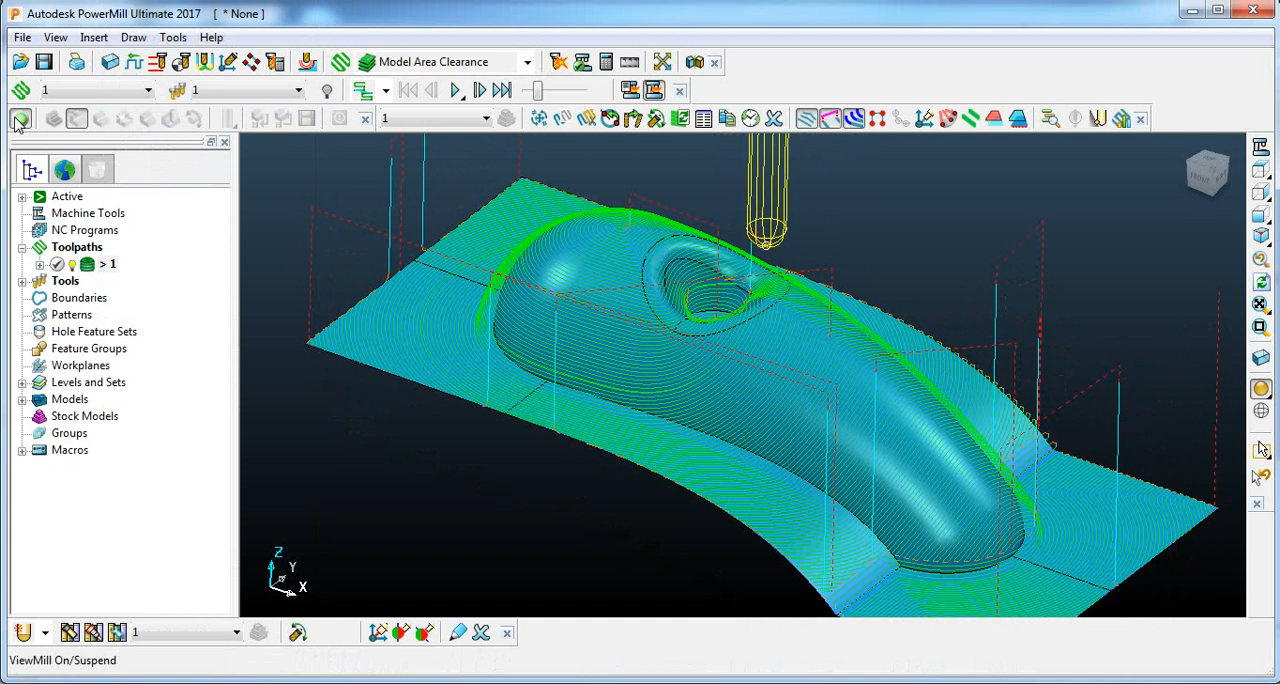 Autodesk PowerMill Ultimate 2017 [ * None ]
File View Insert Draw Tools Help
Model Area Clearance
1 1
1
Active
Machine Tools
NC Programs
Toolpaths
> 1
Tools
Boundaries
Patterns
Hole Feature Sets
Feature Groups
Workplanes
Levels and Sets
Models
Stock Models
Groups
Macros
FRONT
Z
Y
X
1
ViewMill On/Suspend